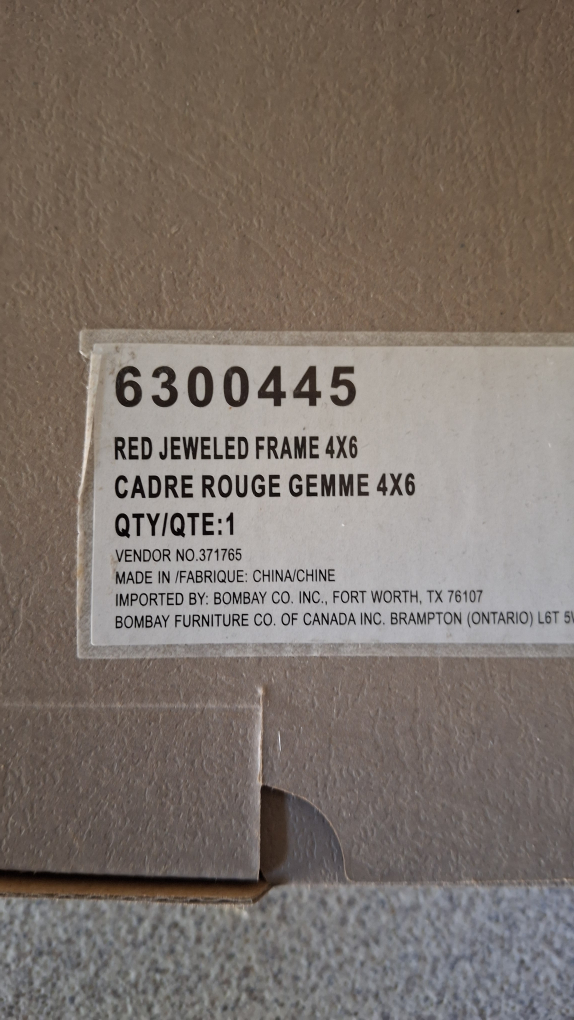 6300445
RED JEWELED FRAME 4X6
CADRE ROUGE GEMME 4X6
QTY/QTE:1
VENDOR NO.371765
MADE IN /FABRIQUE: CHINA/CHINE
IMPORTED BY: BOMBAY CO. INC., FORT WORTH, TX 76107
BOMBAY FURNITURE CO. OF CANADA INC. BRAMPTON (ONTARIO) L6T